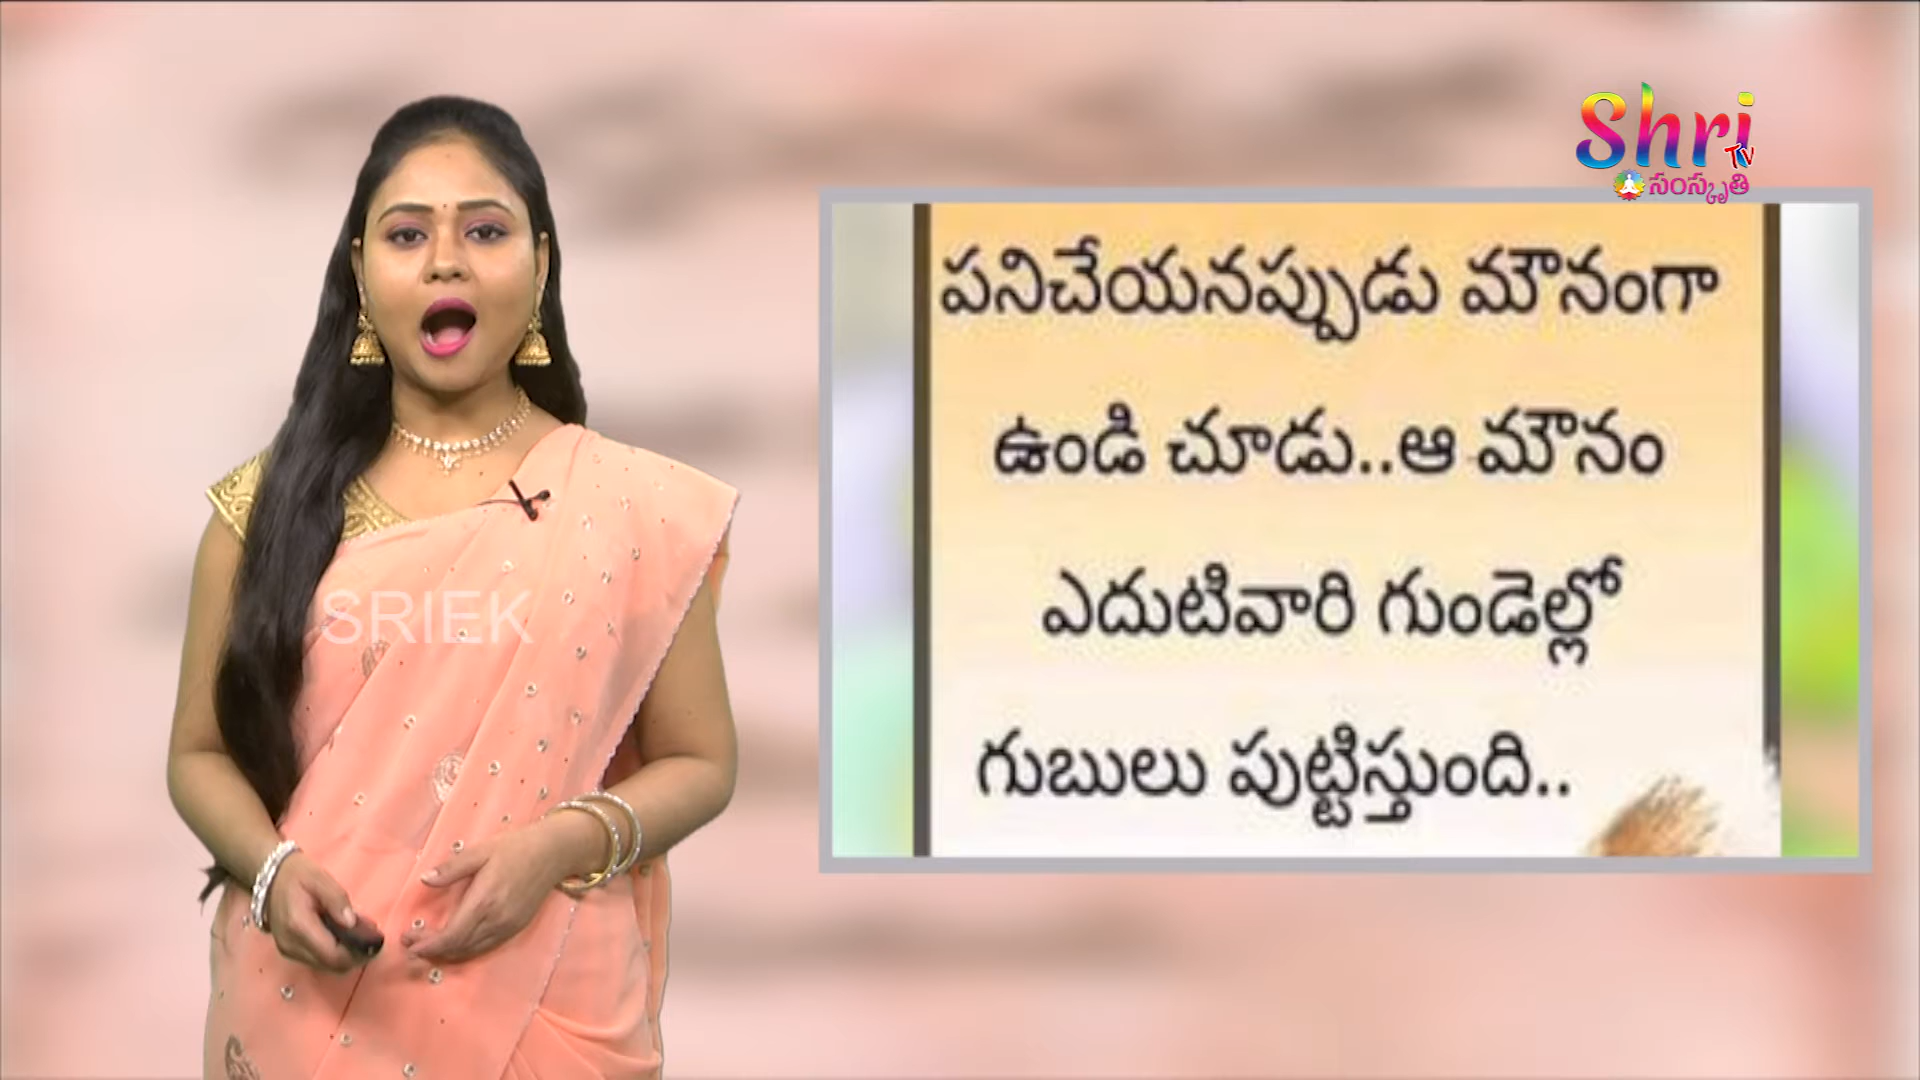 Shri
TV
సంస్కృతి
పనిచేయనప్పుడు మౌనంగా
ఉండి చూడు..ఆ మౌనం
ఎదుటివారి గుండెల్లో
గుబులు పుట్టిస్తుంది..
SRIEK